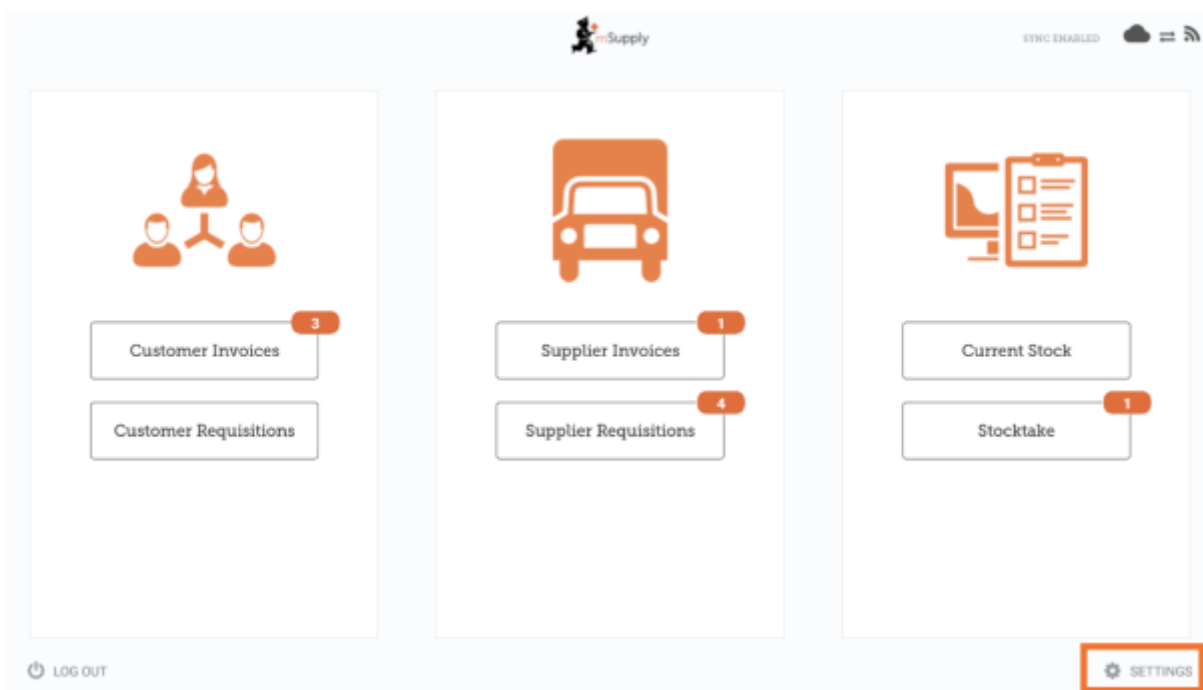 mSupply
SYNC ENABLED
3
Customer Invoices
Customer Requisitions
1
Supplier Invoices
4
Supplier Requisitions
Current Stock
1
Stocktake
LOG OUT
SETTINGS